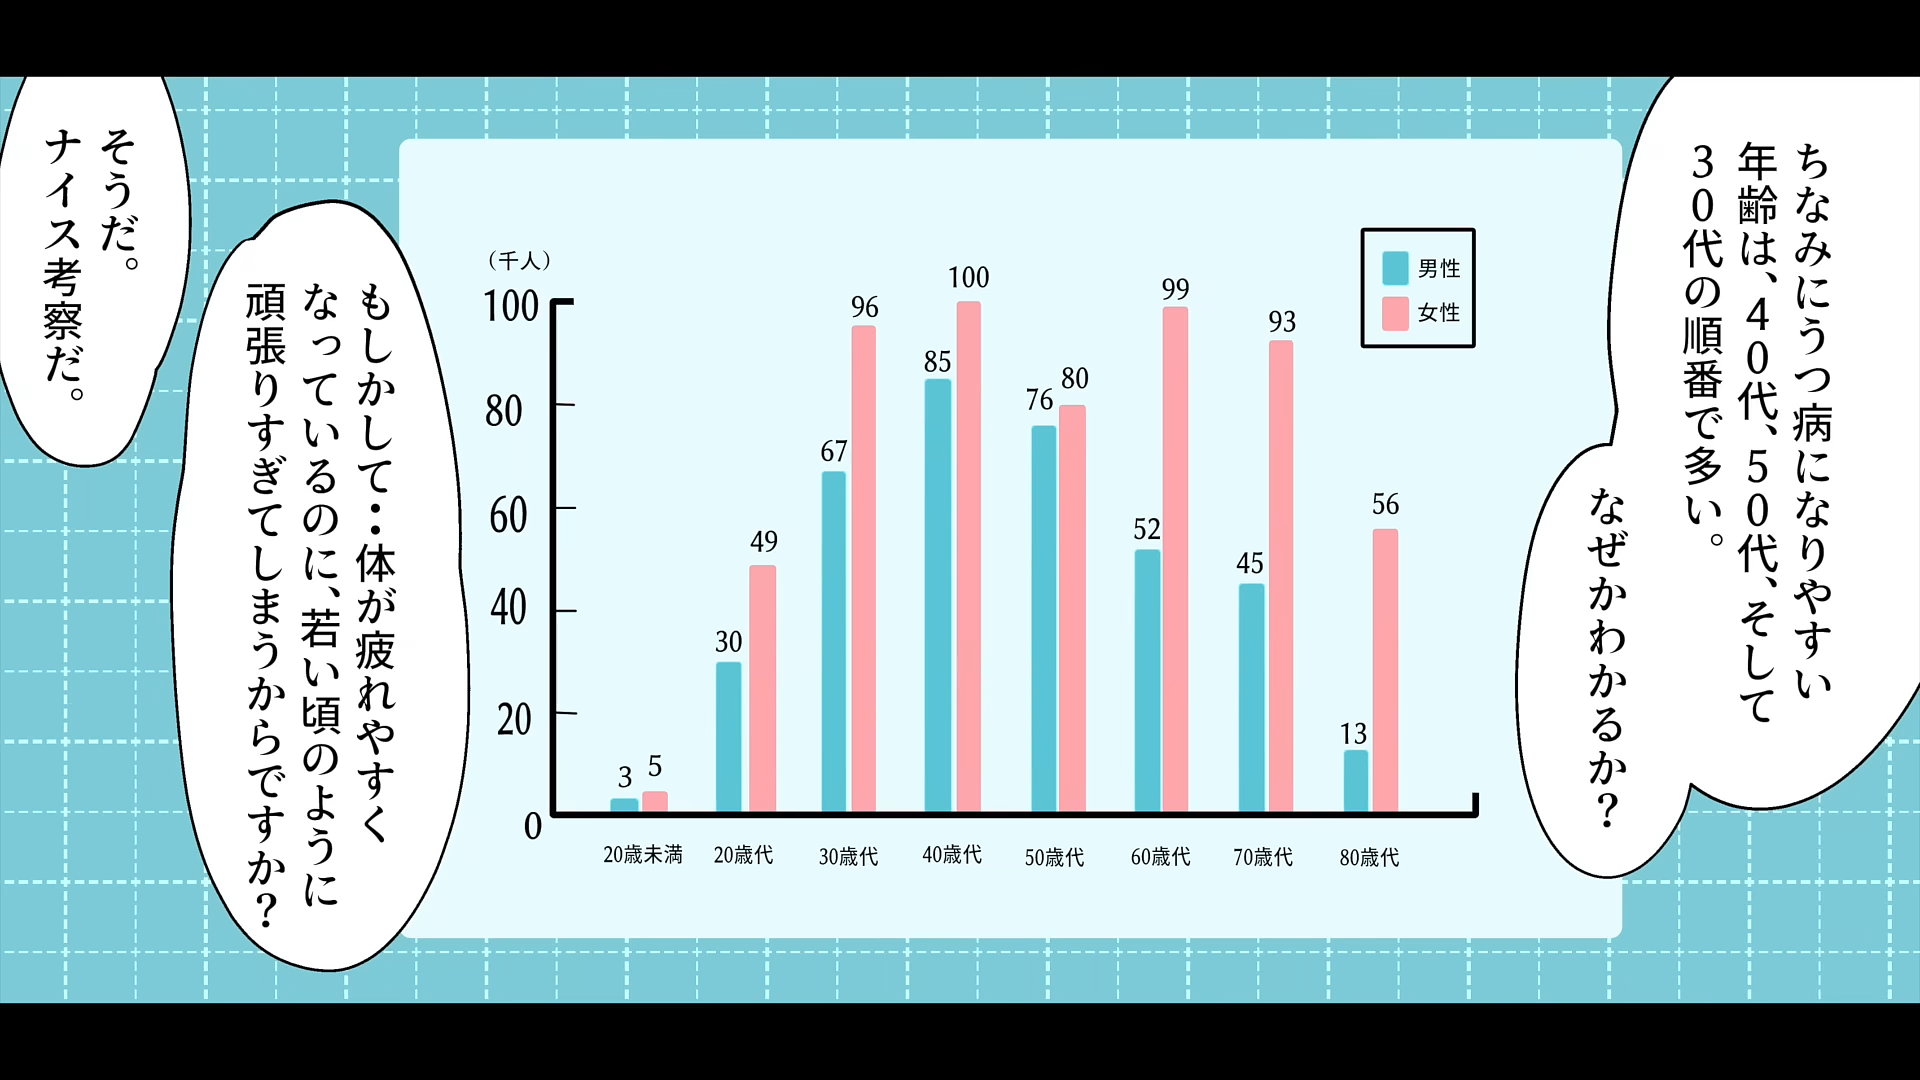 ちなみにうつ病になりやすい
年齢は、40代、50代、そして
30代の順番で多い。
なぜかわかるか？
（千人）
100
80
60
40
20
0
男性
女性
3
5
30
49
67
96
85
100
76
80
52
99
45
93
13
56
20歳未満
20歳代
30歳代
40歳代
50歳代
60歳代
70歳代
80歳代
もしかして…体が疲れやすく
なっているのに、若い頃のように
頑張りすぎてしまうからですか？
そうだ。
ナイス考察だ。